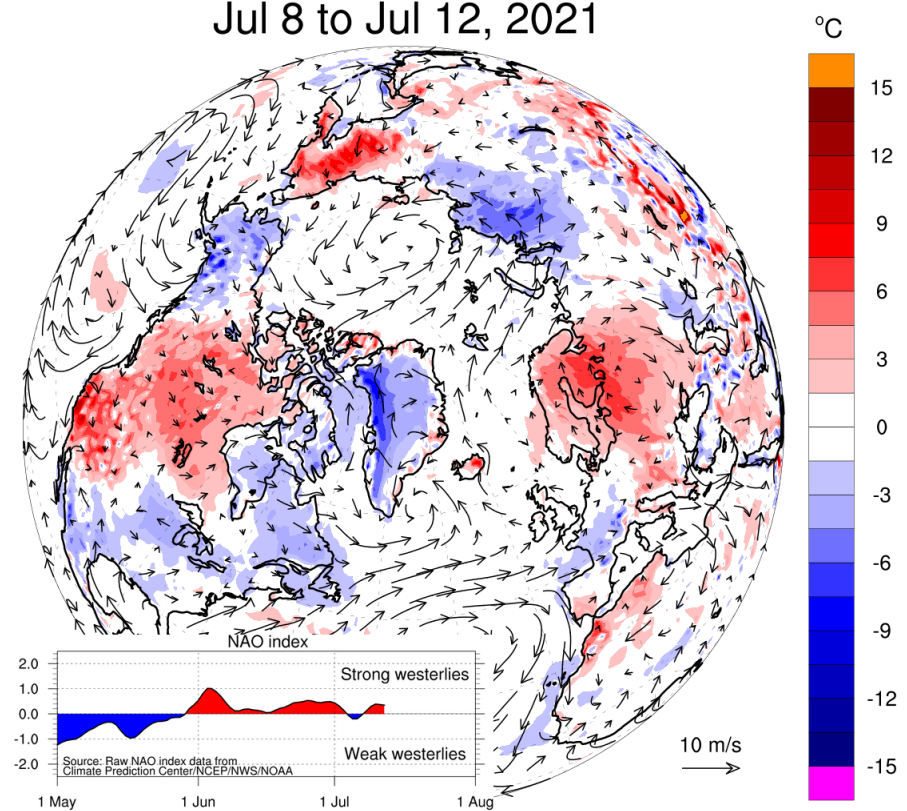 Jul 8 to Jul 12, 2021
°C
15
12
9
6
3
0
-3
-6
-9
-12
-15
10 m/s
NAO index
2.0
1.0
0.0
-1.0
-2.0
Strong westerlies
Weak westerlies
Source: Raw NAO index data from
Climate Prediction Center/NCEP/NWS/NOAA
1 May
1 Jun
1 Jul
1 Aug